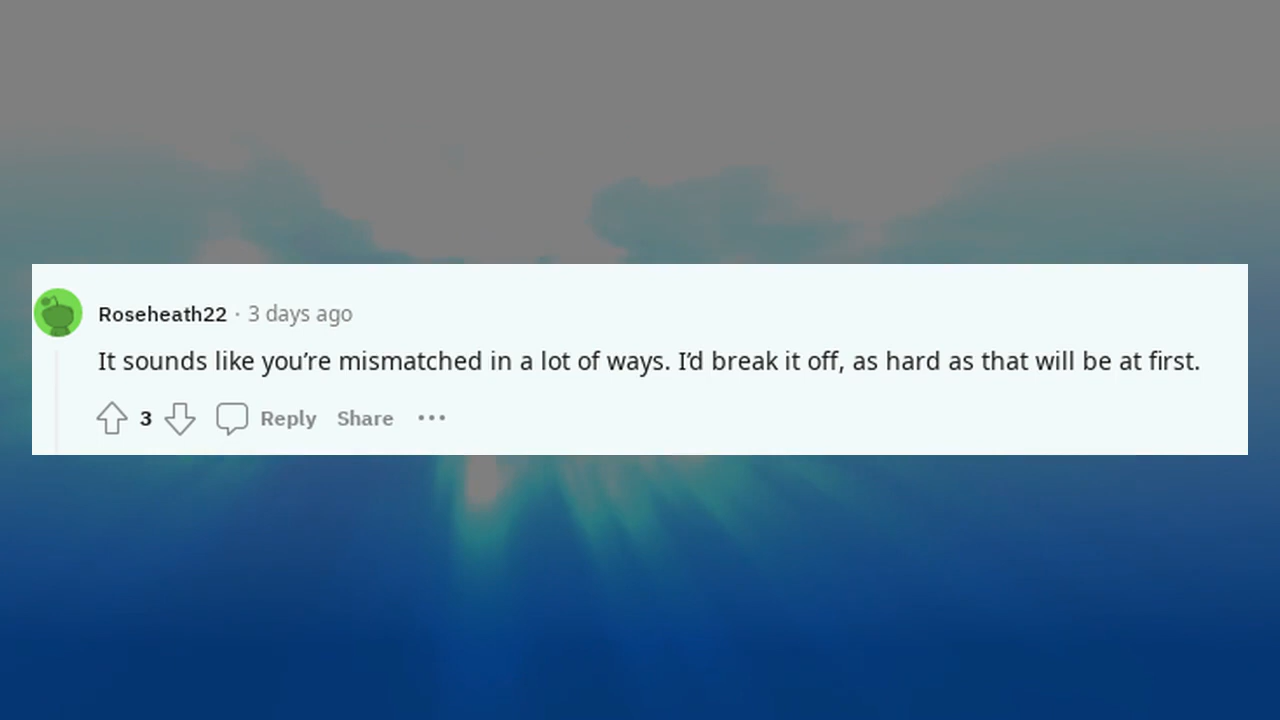 Roseheath22 · 3 days ago
It sounds like you’re mismatched in a lot of ways. I’d break it off, as hard as that will be at first.
3 Reply Share •••